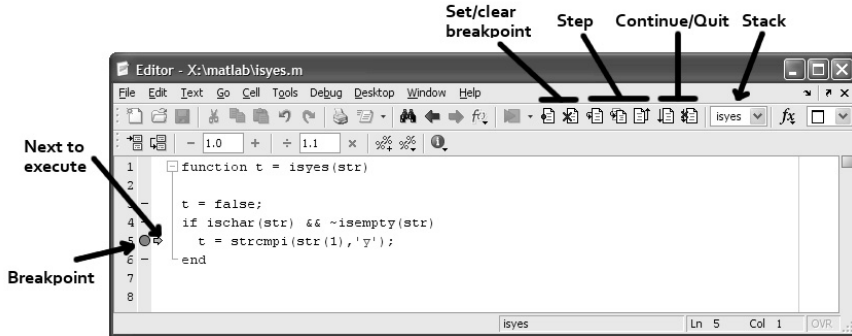 Set/clear
breakpoint
Step
Continue/Quit
Stack
Editor - X:\matlab\isyes.m
File Edit Text Go Cell Tools Debug Desktop Window Help
isyes
fx
- 1.0 + ÷ 1.1 ×
Next to
execute
1 function t = isyes(str)
2
3 t = false;
4 if ischar(str) && ~isempty(str)
5 t = strcmpi(str(1),'y');
6 end
7
8
Breakpoint
isyes
Ln 5 Col 1 OVR